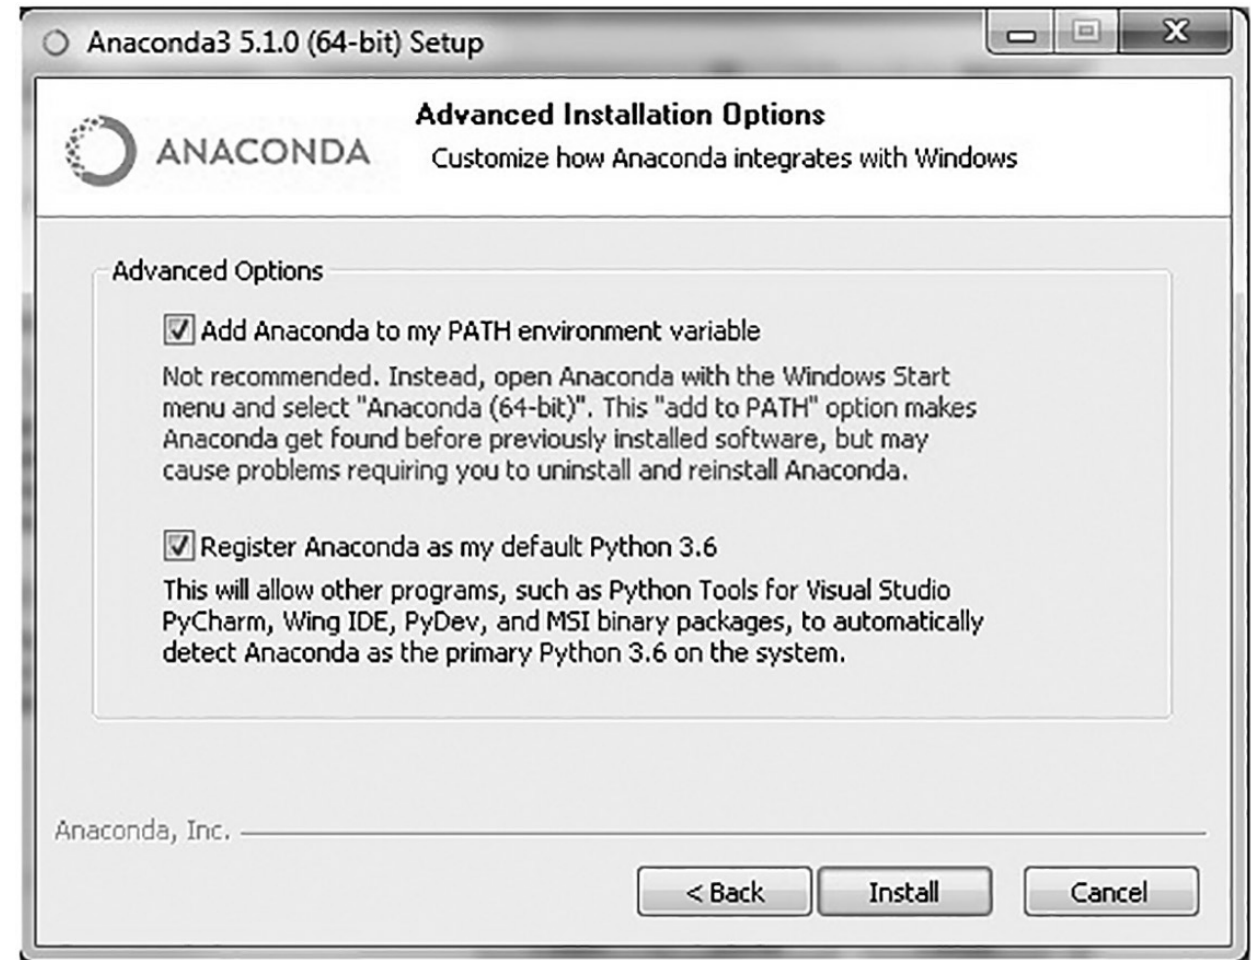 Anaconda3 5.1.0 (64-bit) Setup
Advanced Installation Options
ANACONDA
Customize how Anaconda integrates with Windows
Advanced Options
Add Anaconda to my PATH environment variable
Not recommended. Instead, open Anaconda with the Windows Start
menu and select "Anaconda (64-bit)". This "add to PATH" option makes
Anaconda get found before previously installed software, but may
cause problems requiring you to uninstall and reinstall Anaconda.
Register Anaconda as my default Python 3.6
This will allow other programs, such as Python Tools for Visual Studio
PyCharm, Wing IDE, PyDev, and MSI binary packages, to automatically
detect Anaconda as the primary Python 3.6 on the system.
Anaconda, Inc.
< Back
Install
Cancel